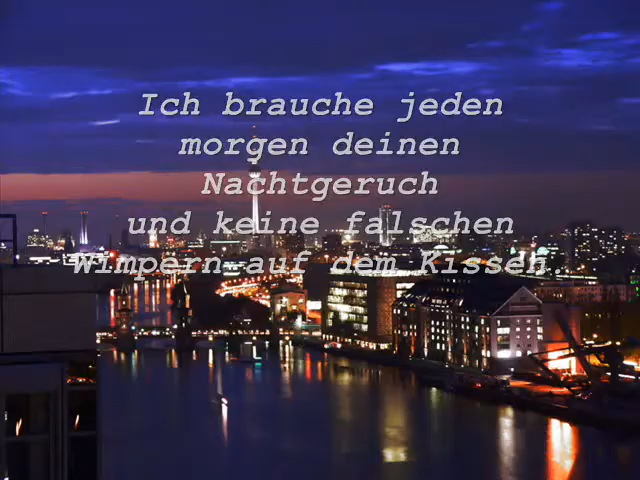 Ich brauche jeden
morgen deinen
Nachtgeruch
und keine falschen
Wimpern auf dem Kissen.